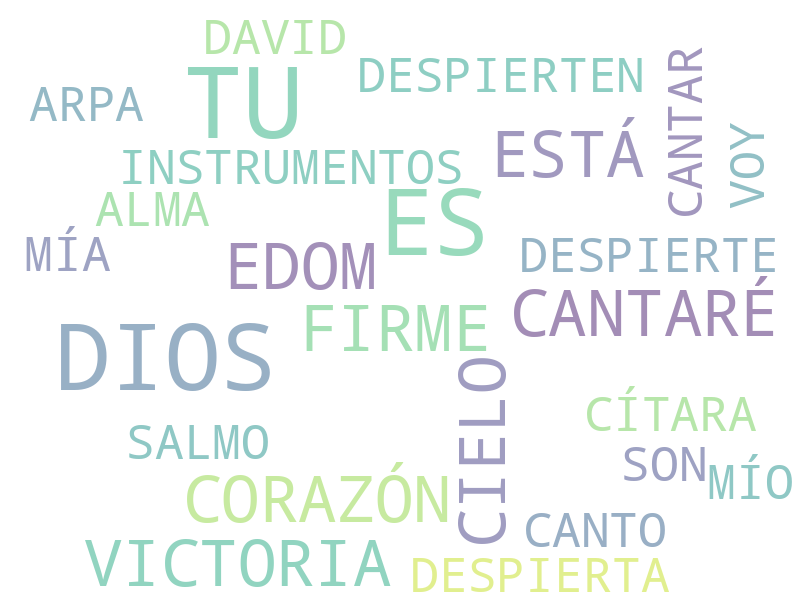 DAVID
DESPIERTEN
ARPA
TU
CANTAR
VOY
INSTRUMENTOS
ESTÁ
ALMA
ES
MÍA
EDOM
DESPIERTE
FIRME
CANTARÉ
DIOS
CIELO
CÍTARA
SALMO
SON
MÍO
CORAZÓN
CANTO
VICTORIA
DESPIERTA